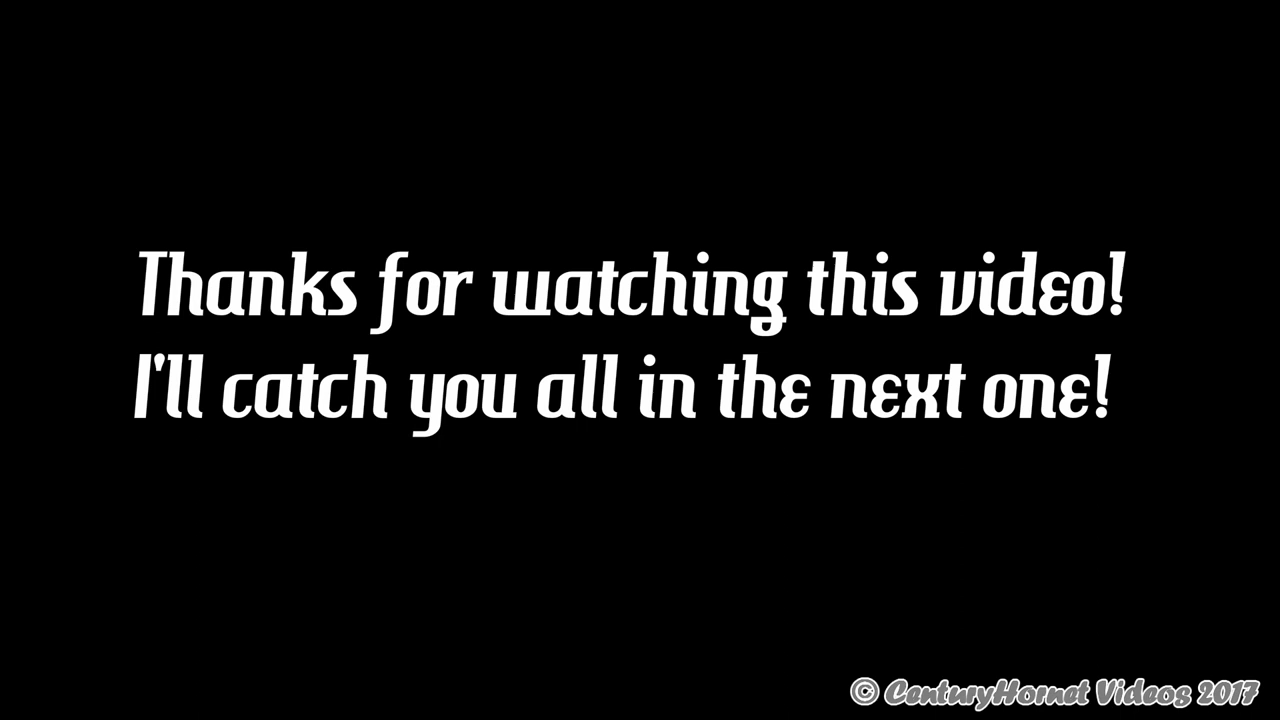 Thanks for watching this video!
I'll catch you all in the next one!
© CenturyHornet Videos 2017